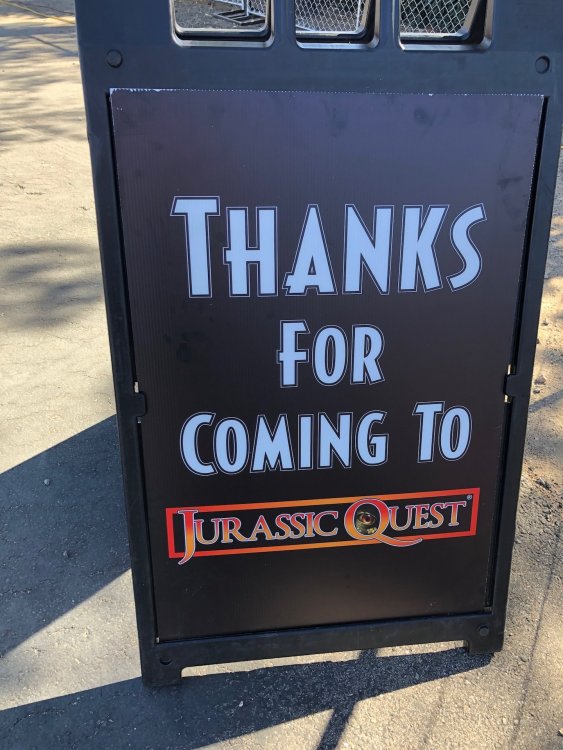 THANKS
FOR
COMING TO
JURASSIC QUEST®